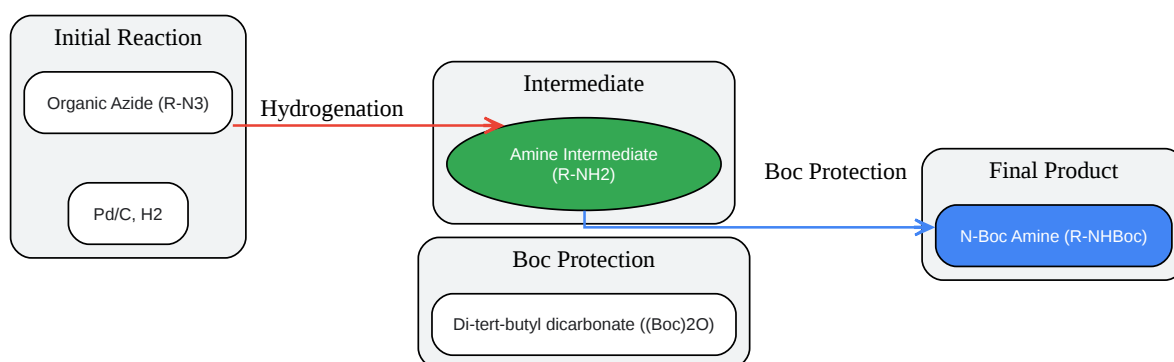 Initial Reaction
Organic Azide (R-N3)
Pd/C, H2
Hydrogenation
Intermediate
Amine Intermediate
(R-NH2)
Boc Protection
Di-tert-butyl dicarbonate ((Boc)2O)
Boc Protection
Final Product
N-Boc Amine (R-NHBoc)